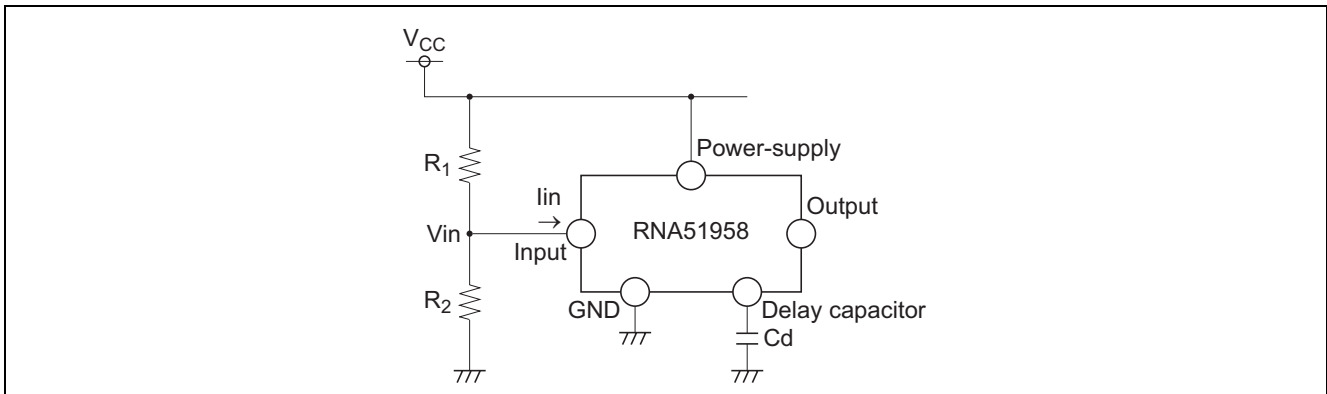 VCC
R1
Power-supply
Iin
→
Output
Vin
Input
RNA51958
R2
GND
Delay capacitor
Cd